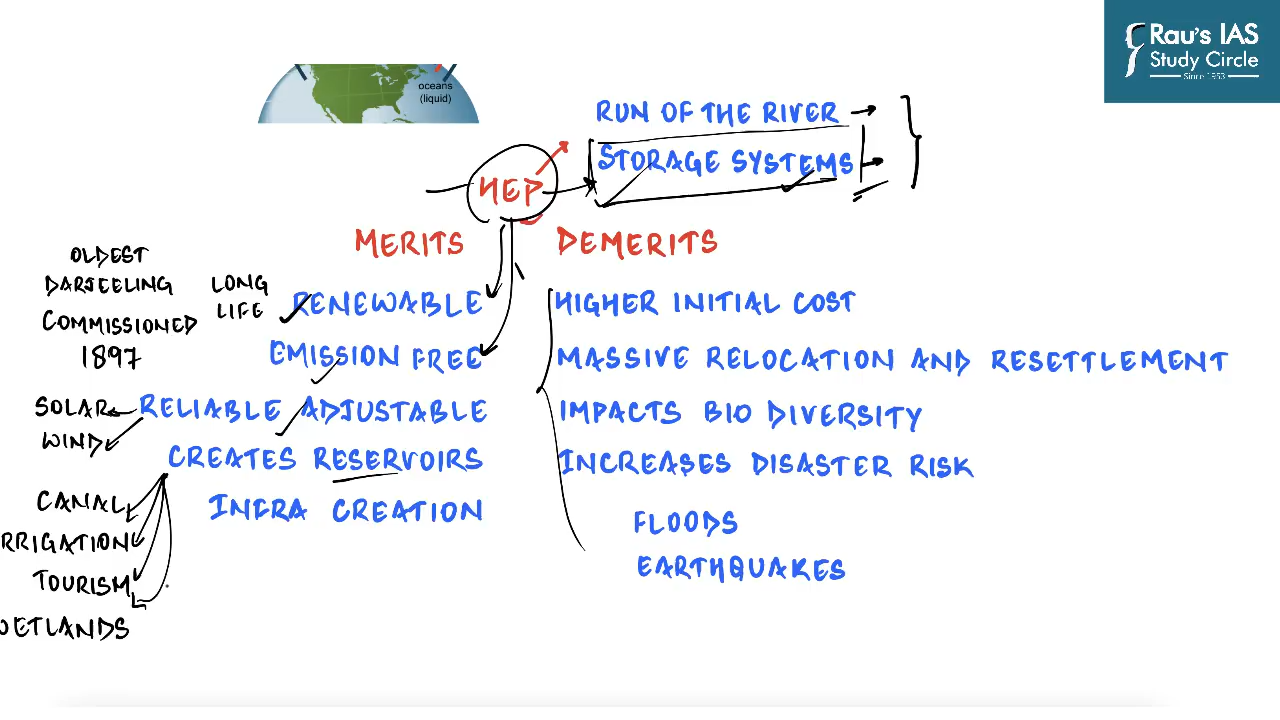 Rau's IAS
Study Circle
Since 1953
oceans
(liquid)
RUN OF THE RIVER
STORAGE SYSTEMS
HEP
MERITS
DEMERITS
OLDEST
DARJEELING
COMMISSIONED
1897
LONG
LIFE
RENEWABLE
EMISSION FREE
RELIABLE ADJUSTABLE
SOLAR
WIND
CREATES RESERVOIRS
CANAL
RRIGATION
TOURISM
WETLANDS
INFRA CREATION
HIGHER INITIAL COST
MASSIVE RELOCATION AND RESETTLEMENT
IMPACTS BIO DIVERSITY
INCREASES DISASTER RISK
FLOODS
EARTHQUAKES